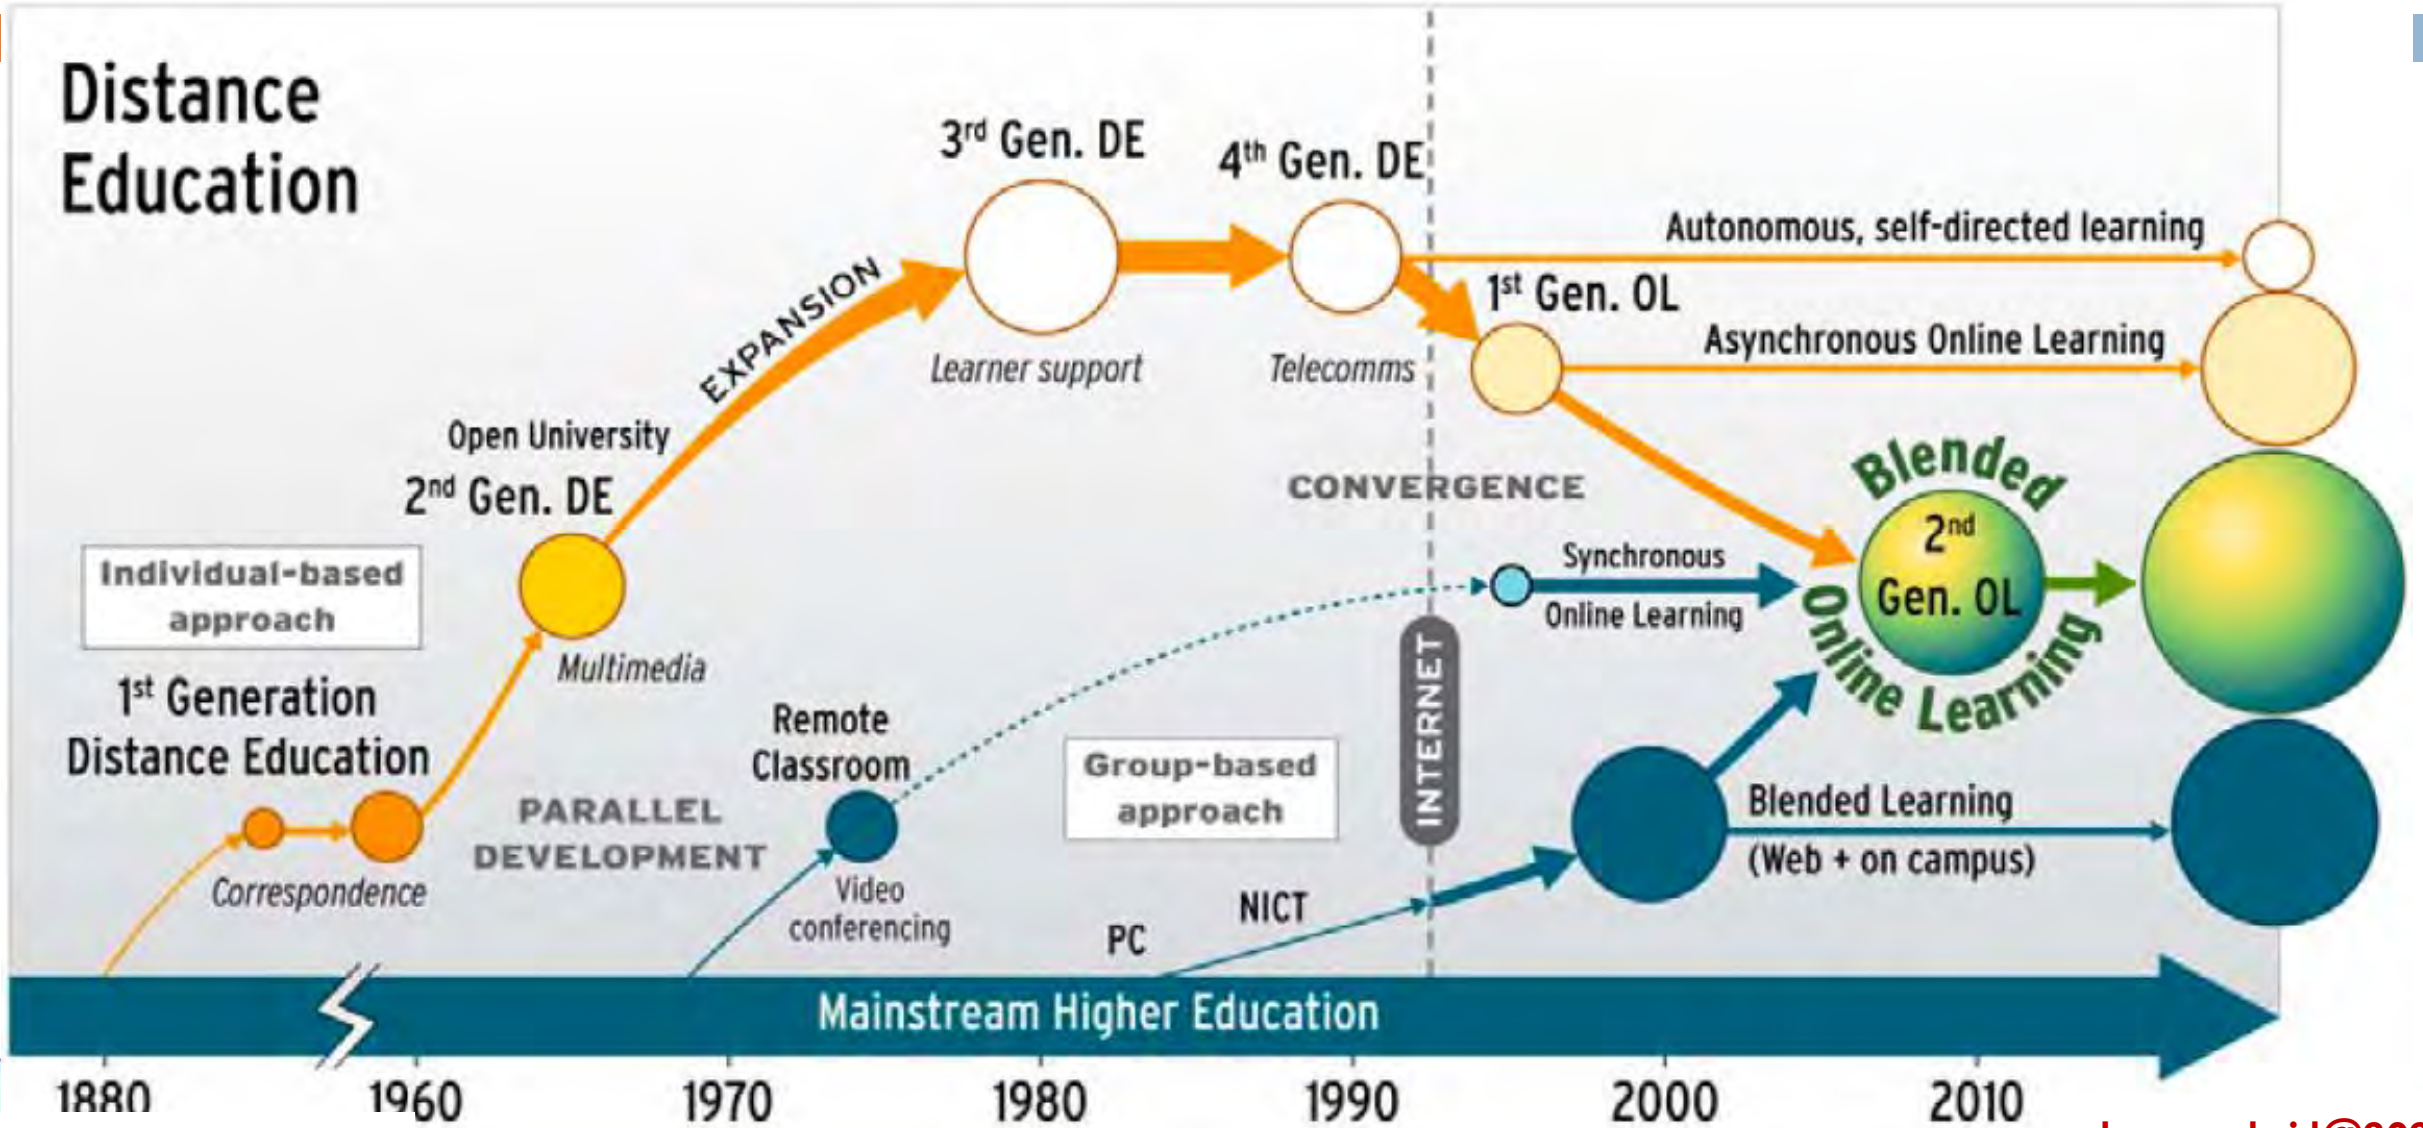 Distance
Education
3rd Gen. DE
4th Gen. DE
Autonomous, self-directed learning
1st Gen. OL
Asynchronous Online Learning
EXPANSION
Learner support
Telecomms
Open University
2nd Gen. DE
CONVERGENCE
Blended
2nd
Gen. OL
Online Learning
Individual-based
approach
Synchronous
Online Learning
Multimedia
1st Generation
Distance Education
Remote
Classroom
INTERNET
Group-based
approach
PARALLEL
DEVELOPMENT
Blended Learning
(Web + on campus)
Correspondence
Video
conferencing
NICT
PC
Mainstream Higher Education
1880
1960
1970
1980
1990
2000
2010